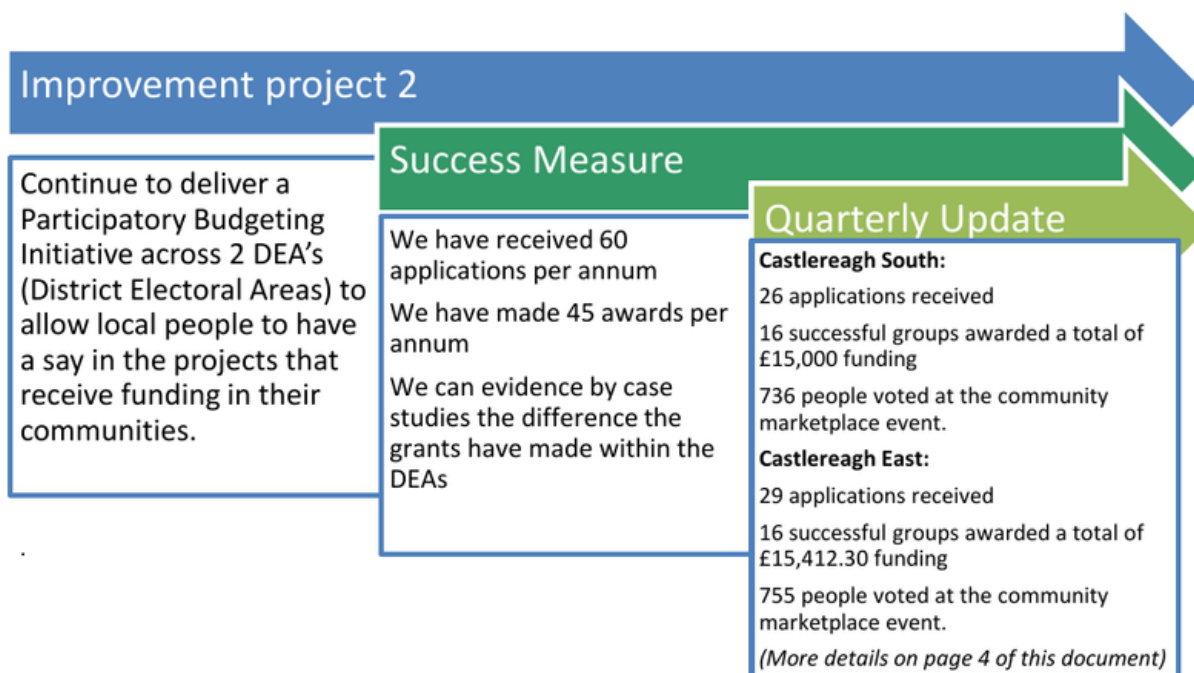 Improvement project 2
Continue to deliver a
Participatory Budgeting
Initiative across 2 DEA's
(District Electoral Areas) to
allow local people to have
a say in the projects that
receive funding in their
communities.
.
Success Measure
We have received 60
applications per annum
We have made 45 awards per
annum
We can evidence by case
studies the difference the
grants have made within the
DEAs
Quarterly Update
Castlereagh South:
26 applications received
16 successful groups awarded a total of
£15,000 funding
736 people voted at the community
marketplace event.
Castlereagh East:
29 applications received
16 successful groups awarded a total of
£15,412.30 funding
755 people voted at the community
marketplace event.
(More details on page 4 of this document)